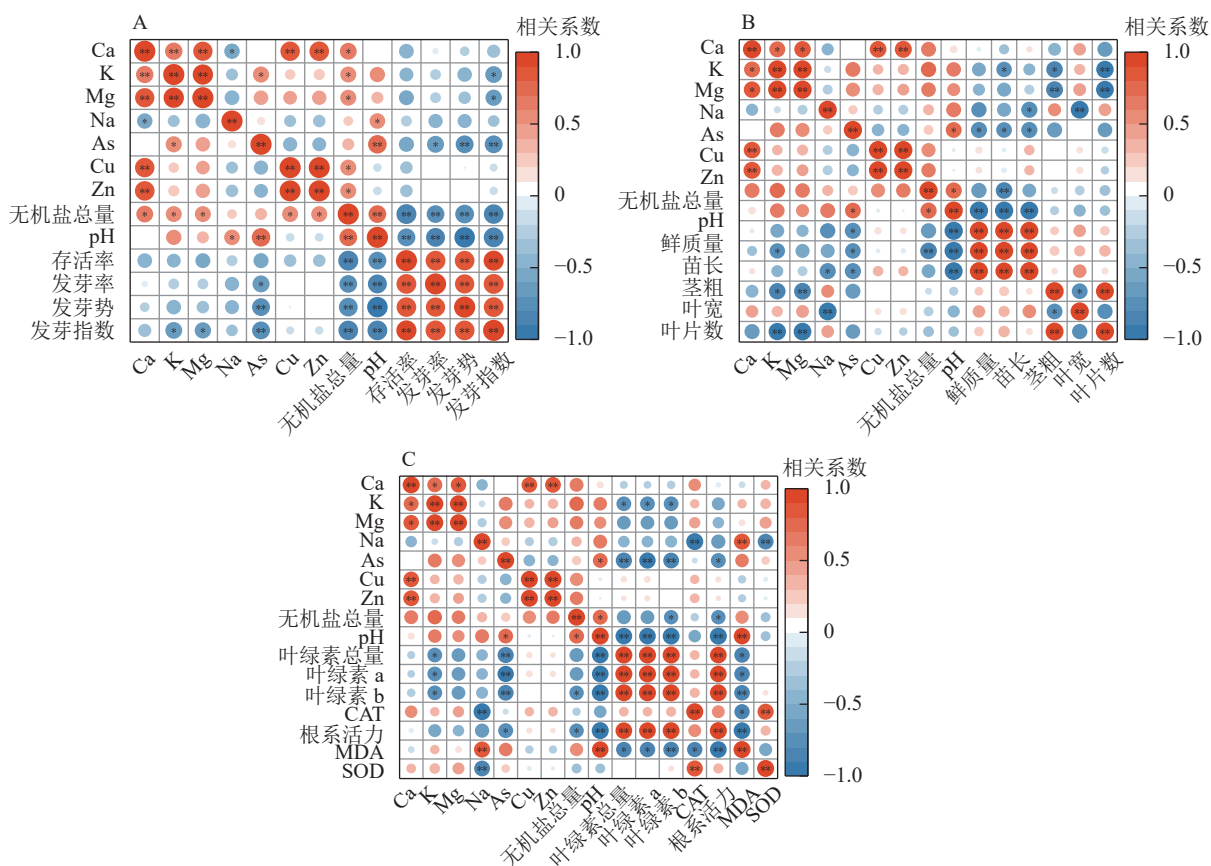 A
相关系数
Ca
K
Mg
Na
As
Cu
Zn
无机盐总量
pH
存活率
发芽率
发芽势
发芽指数
1.0
0.5
0
−0.5
−1.0
Ca
K
Mg
Na
As
Cu
Zn
无机盐总量
pH
存活率
发芽率
发芽势
发芽指数
B
相关系数
Ca
K
Mg
Na
As
Cu
Zn
无机盐总量
pH
鲜质量
苗长
茎粗
叶宽
叶片数
1.0
0.5
0
−0.5
−1.0
Ca
K
Mg
Na
As
Cu
Zn
无机盐总量
pH
鲜质量
苗长
茎粗
叶宽
叶片数
C
相关系数
Ca
K
Mg
Na
As
Cu
Zn
无机盐总量
pH
叶绿素总量
叶绿素 a
叶绿素 b
CAT
根系活力
MDA
SOD
1.0
0.5
0
−0.5
−1.0
Ca
K
Mg
Na
As
Cu
Zn
无机盐总量
pH
叶绿素总量
叶绿素 a
叶绿素 b
CAT
根系活力
MDA
SOD